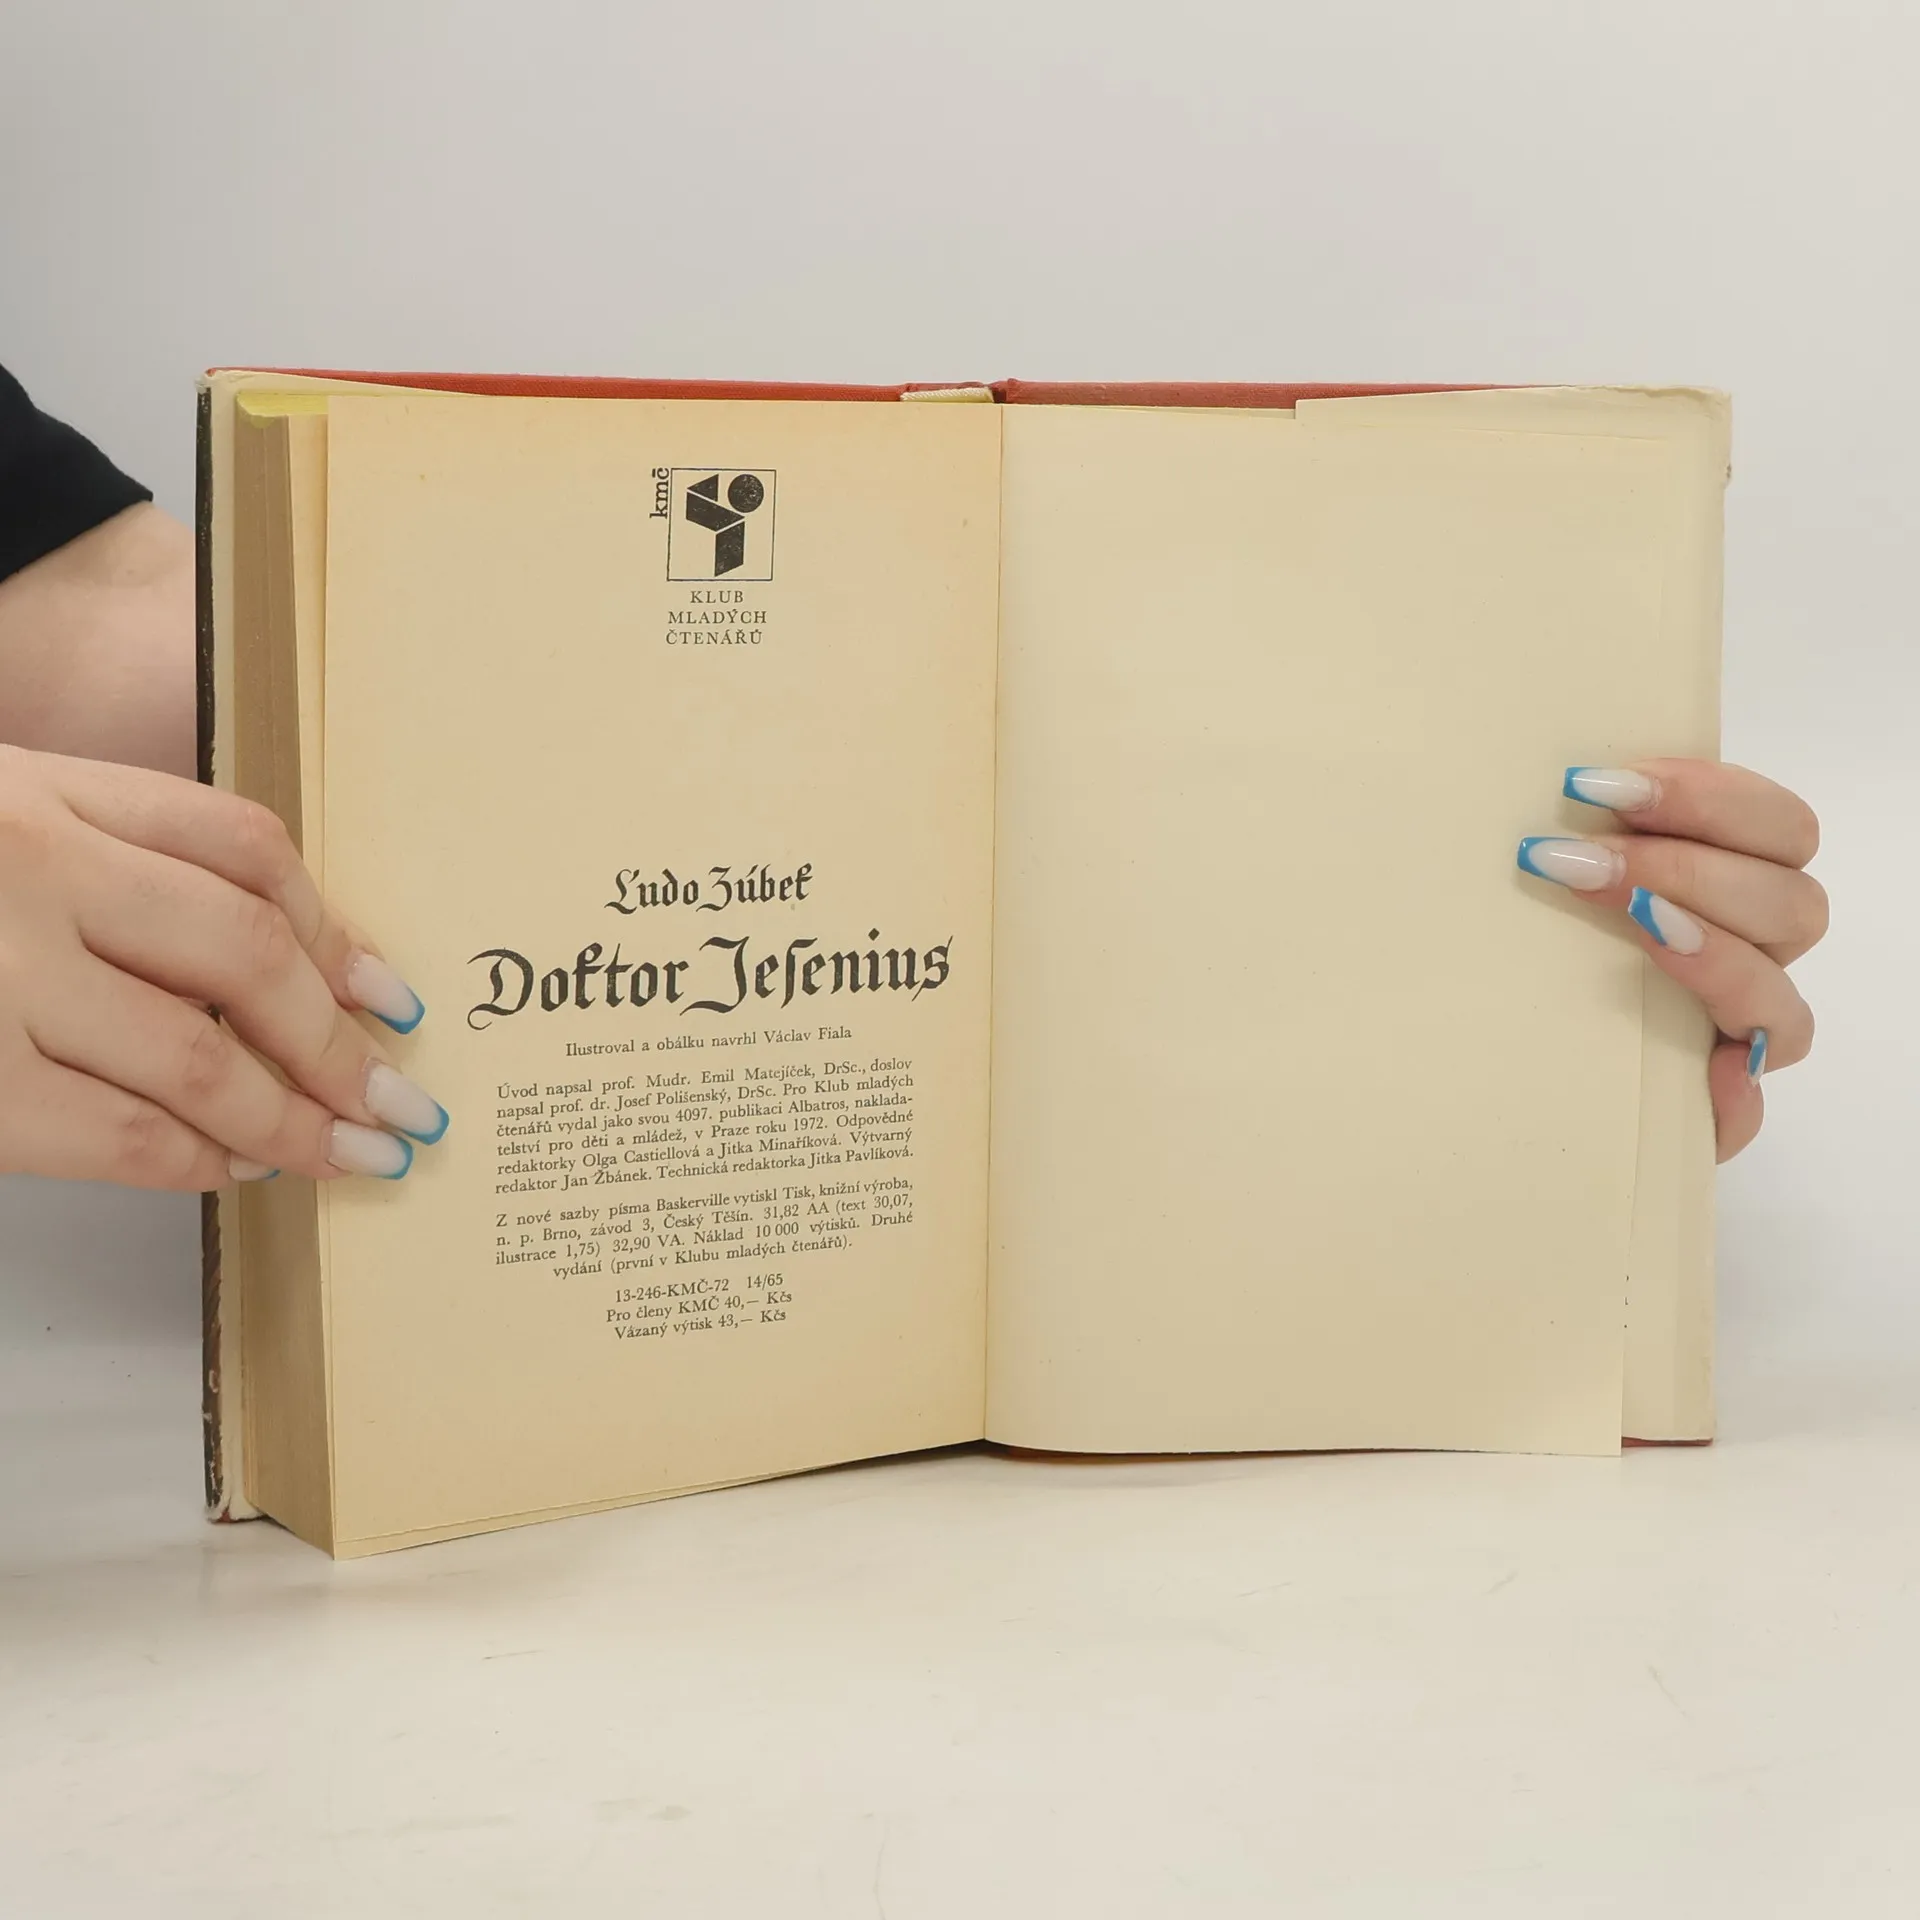 kmč
KLUB
MLADÝCH
ČTENÁŘŮ
Ľudo Zúbek
Doktor Jeſenius
Ilustroval a obálku navrhl Václav Fiala
Úvod napsal prof. Mudr. Emil Matejíček, DrSc., doslov
napsal prof. dr. Josef Polišenský, DrSc. Pro Klub mladých
čtenářů vydal jako svou 4097. publikaci Albatros, naklada-
telství pro děti a mládež, v Praze roku 1972. Odpovědné
redaktorky Olga Castiellová a Jitka Minaříková. Výtvarný
redaktor Jan Žbánek. Technická redaktorka Jitka Pavlíková.
Z nové sazby písma Baskerville vytiskl Tisk, knižní výroba,
n. p. Brno, závod 3, Český Těšín. 31,82 AA (text 30,07,
ilustrace 1,75) 32,90 VA. Náklad 10 000 výtisků. Druhé
vydání (první v Klubu mladých čtenářů).
13-246-KMČ-72 14/65
Pro členy KMČ 40,— Kčs
Vázaný výtisk 43,— Kčs